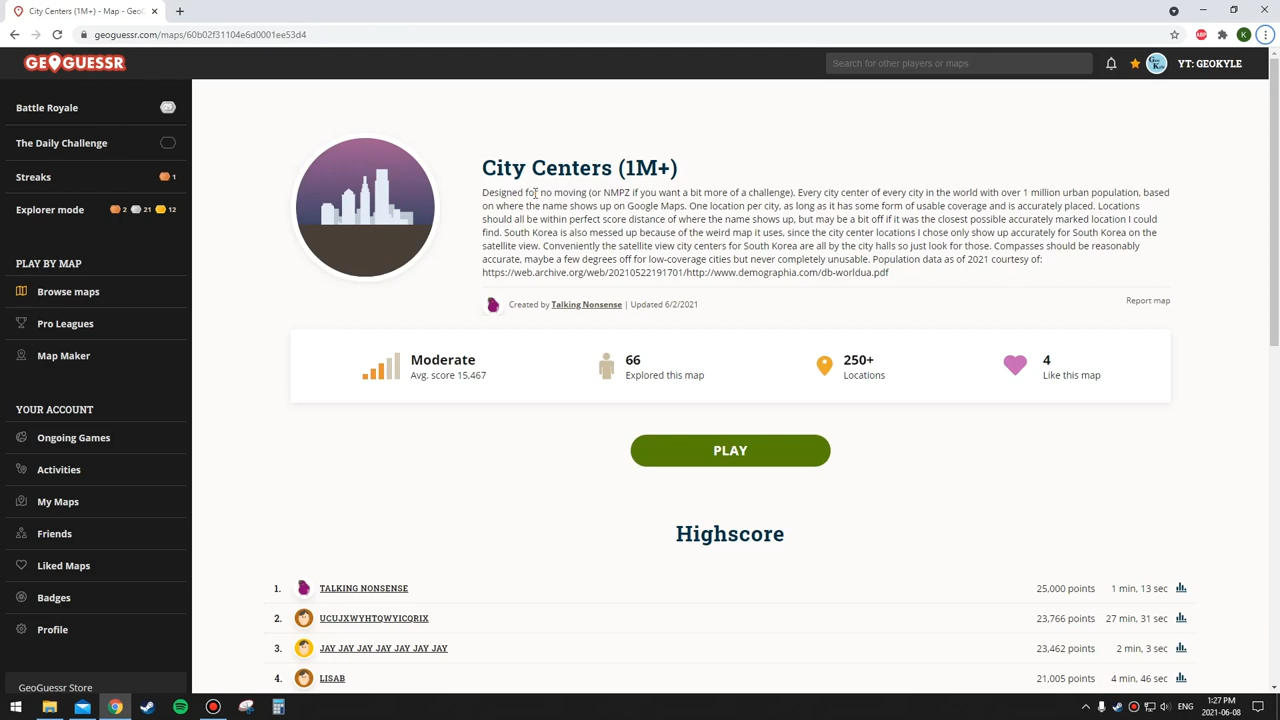 City Centers (1M+) - Map - GeoG
geoguessr.com/maps/60b02f31104e6d0001ee53d4
K
GEOGUESSR
Search for other players or maps
YT: GEOKYLE
Battle Royale
The Daily Challenge
Streaks 1
Explorer mode 2 21 12
PLAY BY MAP
Browse maps
Pro Leagues
Map Maker
YOUR ACCOUNT
Ongoing Games
Activities
My Maps
Friends
Liked Maps
Badges
Profile
GeoGuessr Store
City Centers (1M+)
Designed for no moving (or NMPZ if you want a bit more of a challenge). Every city center of every city in the world with over 1 million urban population, based
on where the name shows up on Google Maps. One location per city, as long as it has some form of usable coverage and is accurately placed. Locations
should all be within perfect score distance of where the name shows up, but may be a bit off if it was the closest possible accurately marked location I could
find. South Korea is also messed up because of the weird map it uses, since the city center locations I chose only show up accurately for South Korea on the
satellite view. Conveniently the satellite view city centers for South Korea are all by the city halls so just look for those. Compasses should be reasonably
accurate, maybe a few degrees off for low-coverage cities but never completely unusable. Population data as of 2021 courtesy of:
https://web.archive.org/web/20210522191701/http://www.demographia.com/db-worldua.pdf
Created by Talking Nonsense | Updated 6/2/2021
Report map
Moderate
Avg. score 15,467
66
Explored this map
250+
Locations
4
Like this map
PLAY
Highscore
1. TALKING NONSENSE 25,000 points 1 min, 13 sec
2. UCUJXWYHTQWYICQRIX 23,766 points 27 min, 31 sec
3. JAY JAY JAY JAY JAY JAY JAY 23,462 points 2 min, 3 sec
4. LISAB 21,005 points 4 min, 46 sec
ENG
1:27 PM
2021-06-08